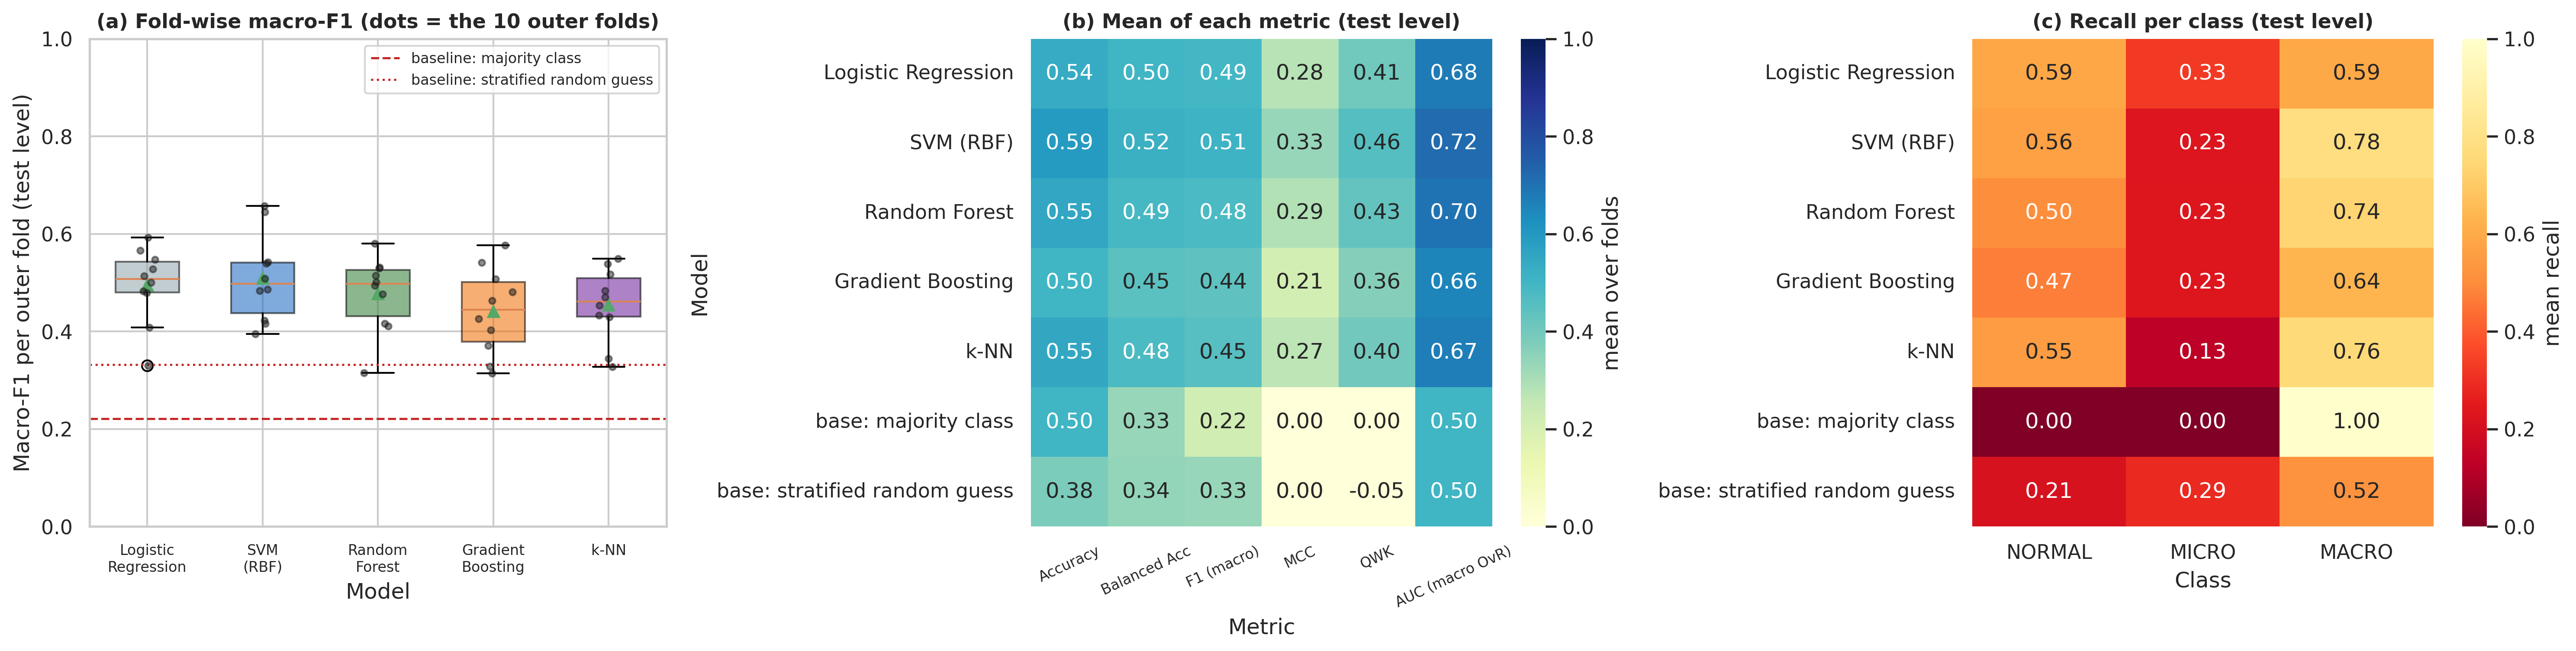 (a) Fold-wise macro-F1 (dots = the 10 outer folds)
Macro-F1 per outer fold (test level)
1.0
0.8
0.6
0.4
0.2
0.0
baseline: majority class
baseline: stratified random guess
Logistic
Regression
SVM
(RBF)
Random
Forest
Gradient
Boosting
k-NN
Model
(b) Mean of each metric (test level)
Model
Logistic Regression 0.54 0.50 0.49 0.28 0.41 0.68
SVM (RBF) 0.59 0.52 0.51 0.33 0.46 0.72
Random Forest 0.55 0.49 0.48 0.29 0.43 0.70
Gradient Boosting 0.50 0.45 0.44 0.21 0.36 0.66
k-NN 0.55 0.48 0.45 0.27 0.40 0.67
base: majority class 0.50 0.33 0.22 0.00 0.00 0.50
base: stratified random guess 0.38 0.34 0.33 0.00 -0.05 0.50
Accuracy
Balanced Acc
F1 (macro)
MCC
QWK
AUC (macro OvR)
Metric
1.0
0.8
0.6
0.4
0.2
0.0
mean over folds
(c) Recall per class (test level)
Logistic Regression 0.59 0.33 0.59
SVM (RBF) 0.56 0.23 0.78
Random Forest 0.50 0.23 0.74
Gradient Boosting 0.47 0.23 0.64
k-NN 0.55 0.13 0.76
base: majority class 0.00 0.00 1.00
base: stratified random guess 0.21 0.29 0.52
NORMAL MICRO MACRO
Class
1.0
0.8
0.6
0.4
0.2
0.0
mean recall